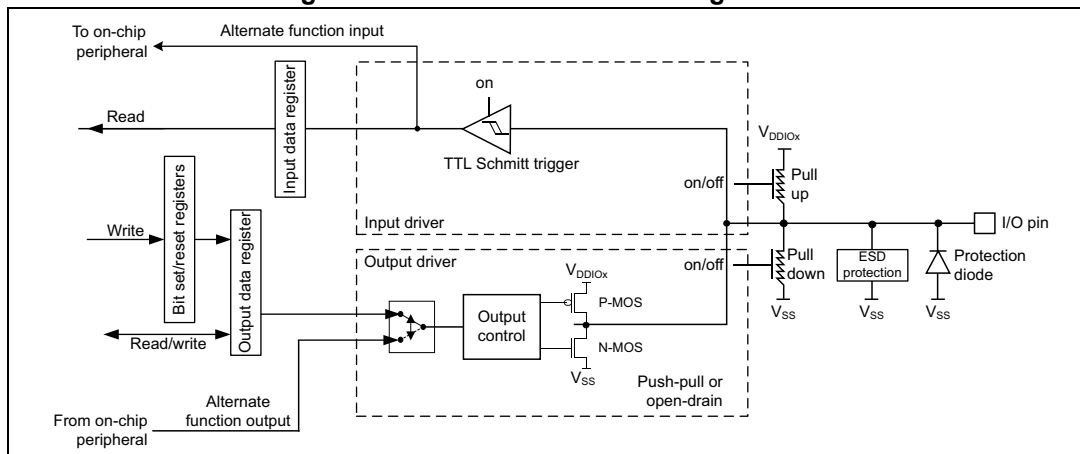 To on-chip
peripheral
Alternate function input
Read
Input data register
on
TTL Schmitt trigger
Input driver
V_DDIOx
Pull
up
on/off
I/O pin
Write
Bit set/reset registers
Output data register
Read/write
Output driver
on/off
Pull
down
V_SS
ESD
protection
V_SS
Protection
diode
V_SS
V_DDIOx
P-MOS
Output
control
N-MOS
V_SS
Push-pull or
open-drain
Alternate
function output
From on-chip
peripheral